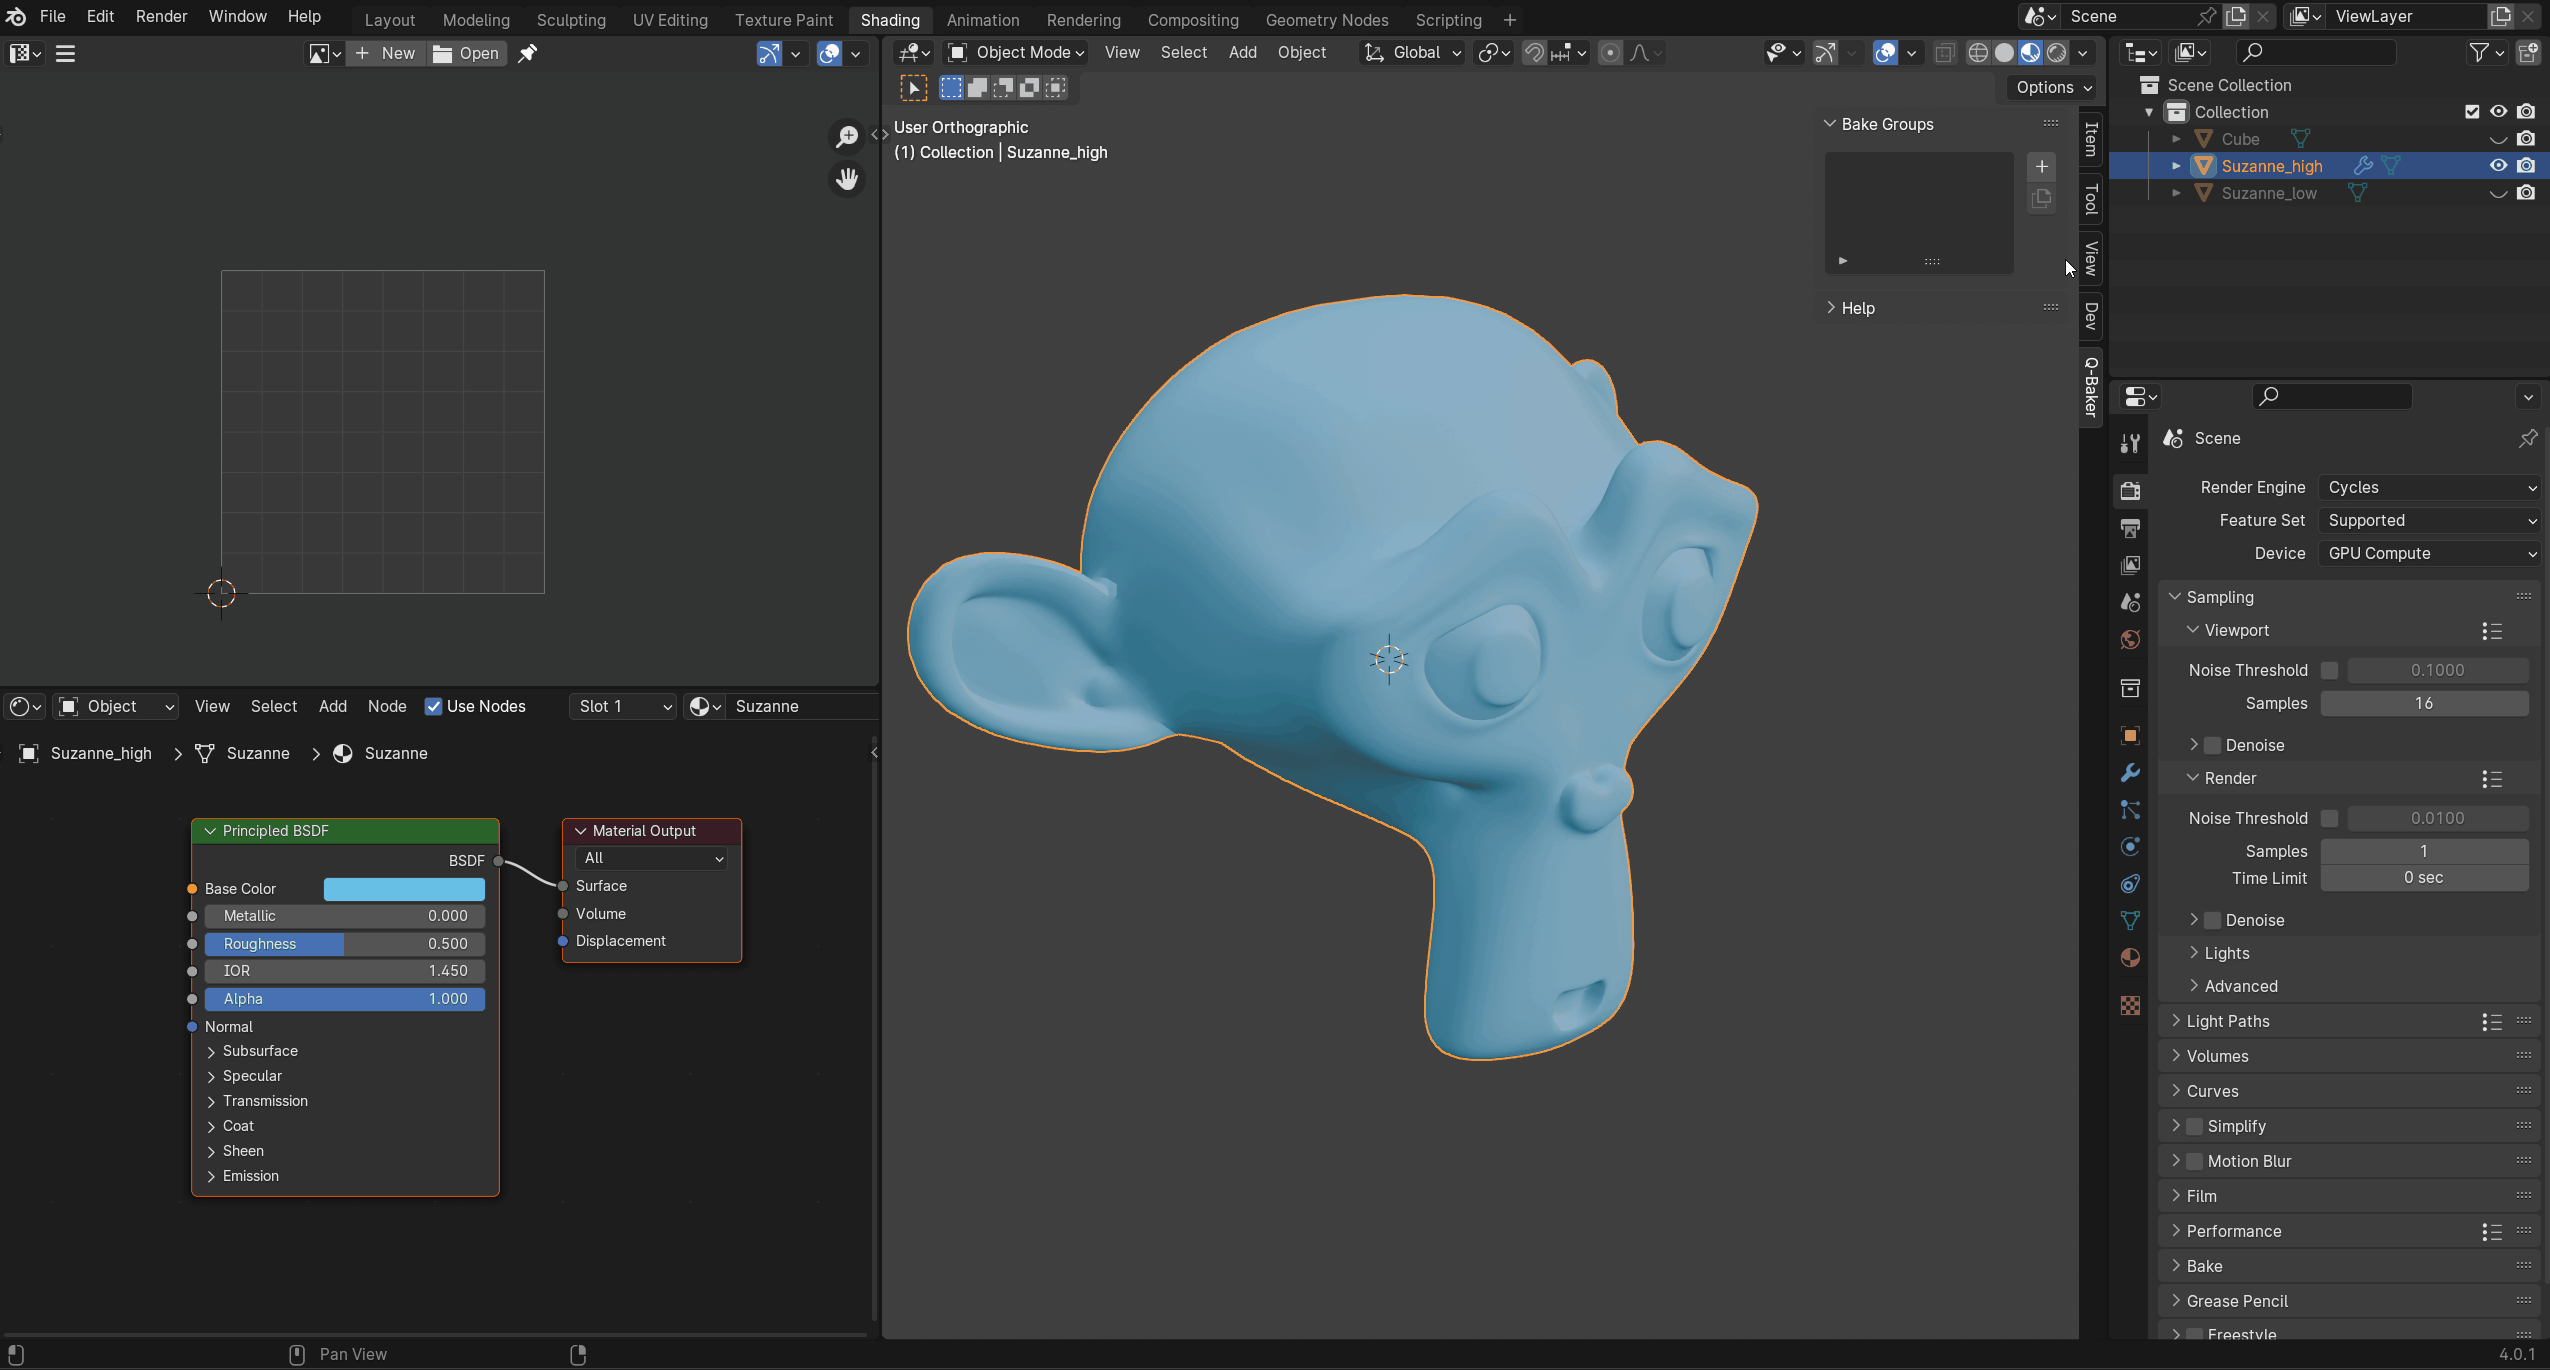 File Edit Render Window Help Layout Modeling Sculpting UV Editing Texture Paint Shading Animation Rendering Compositing Geometry Nodes Scripting + Scene ViewLayer
New Open
Object Mode View Select Add Object Global
Options
User Orthographic
(1) Collection | Suzanne_high
Bake Groups
Help
Item
Tool
View
Dev
Q-Baker
Scene Collection
Collection
Cube
Suzanne_high
Suzanne_low
Scene
Render Engine Cycles
Feature Set Supported
Device GPU Compute
Sampling
Viewport
Noise Threshold 0.1000
Samples 16
Denoise
Render
Noise Threshold 0.0100
Samples 1
Time Limit 0 sec
Denoise
Lights
Advanced
Light Paths
Volumes
Curves
Simplify
Motion Blur
Film
Performance
Bake
Grease Pencil
Freestyle
Object View Select Add Node Use Nodes Slot 1 Suzanne
Suzanne_high > Suzanne > Suzanne
Principled BSDF
BSDF
Base Color
Metallic 0.000
Roughness 0.500
IOR 1.450
Alpha 1.000
Normal
Subsurface
Specular
Transmission
Coat
Sheen
Emission
Material Output
All
Surface
Volume
Displacement
Pan View
4.0.1